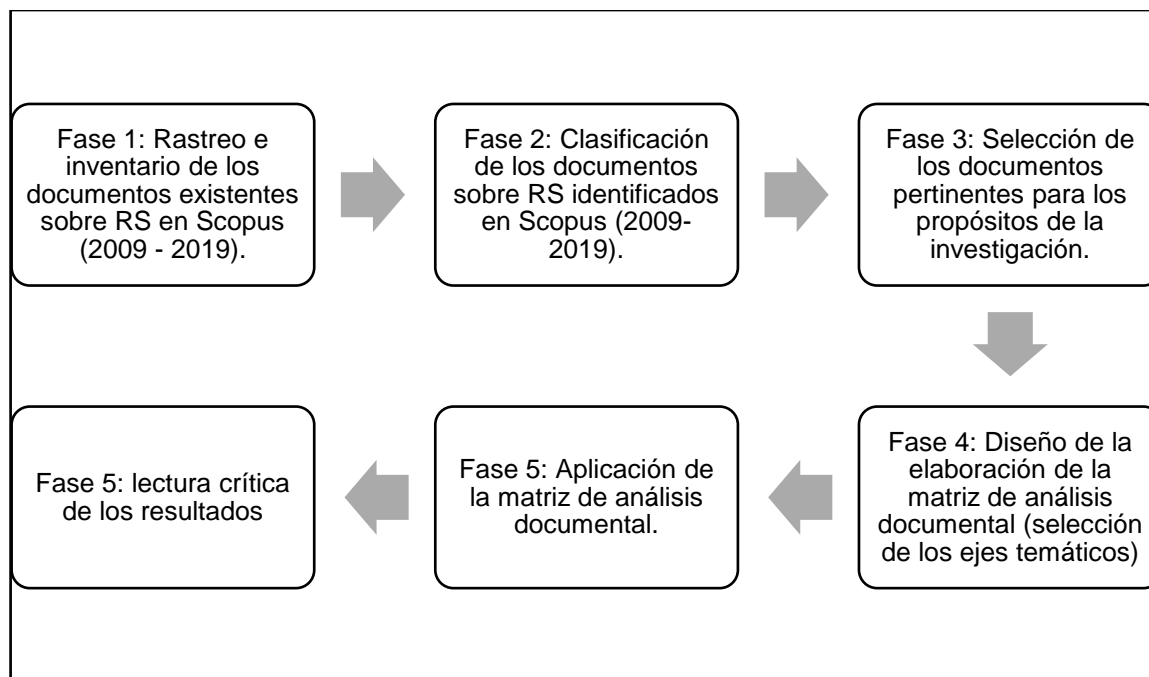 Fase 1: Rastreo e
inventario de los
documentos existentes
sobre RS en Scopus
(2009 - 2019).
Fase 2: Clasificación
de los documentos
sobre RS identificados
en Scopus (2009-
2019).
Fase 3: Selección de
los documentos
pertinentes para los
propósitos de la
investigación.
Fase 4: Diseño de la
elaboración de la
matriz de análisis
documental (selección
de los ejes temáticos)
Fase 5: Aplicación de
la matriz de análisis
documental.
Fase 5: lectura crítica
de los resultados